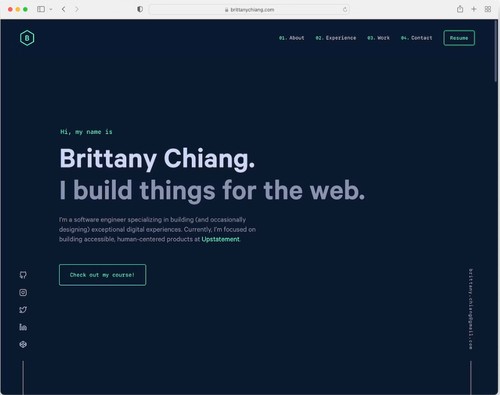 brittanychiang.com
B
01. About 02. Experience 03. Work 04. Contact Resume
Hi, my name is
Brittany Chiang.
I build things for the web.
I'm a software engineer specializing in building (and occasionally
designing) exceptional digital experiences. Currently, I'm focused on
building accessible, human-centered products at Upstatement.
Check out my course!
brittany.chiang@gmail.com